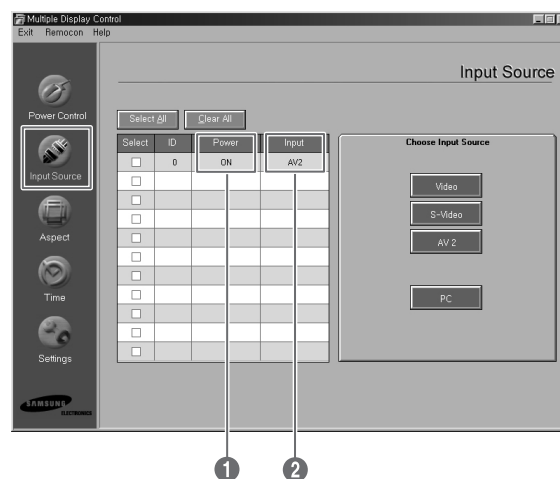 Multiple Display Control
Exit Remocon Help
Input Source
Power Control
Input Source
Aspect
Time
Settings
SAMSUNG
ELECTRONICS
Select All Clear All
Select ID Power Input
0 ON AV2
Choose Input Source
Video
S-Video
AV 2
PC
1 2